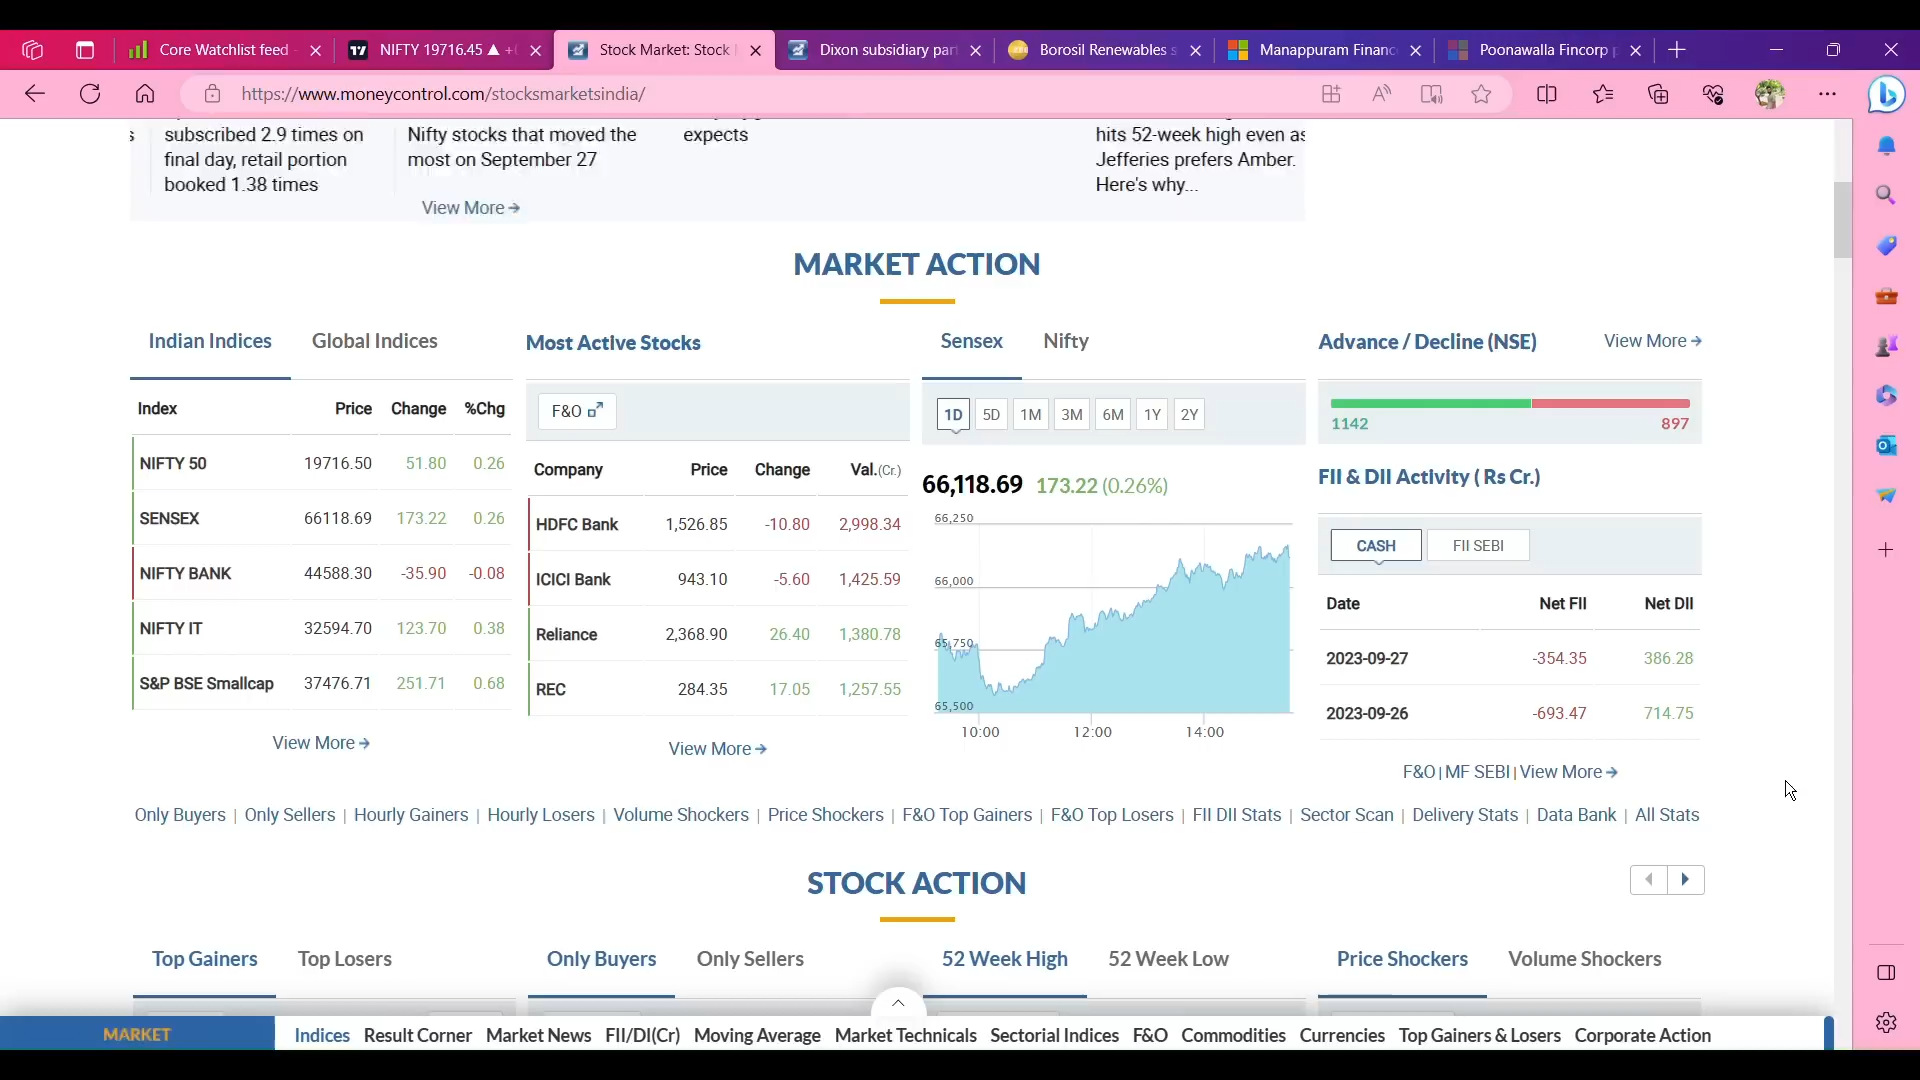 Core Watchlist feed
NIFTY 19716.45 ▲ +
Stock Market: Stock
Dixon subsidiary par
Borosil Renewables s
Manappuram Financ
Poonawalla Fincorp p
https://www.moneycontrol.com/stocksmarketsindia/
subscribed 2.9 times on
final day, retail portion
booked 1.38 times
Nifty stocks that moved the
most on September 27
View More →
expects
hits 52-week high even as
Jefferies prefers Amber.
Here's why...
MARKET ACTION
Indian Indices Global Indices
Index Price Change %Chg
NIFTY 50 19716.50 51.80 0.26
SENSEX 66118.69 173.22 0.26
NIFTY BANK 44588.30 -35.90 -0.08
NIFTY IT 32594.70 123.70 0.38
S&P BSE Smallcap 37476.71 251.71 0.68
View More →
Most Active Stocks
F&O
Company Price Change Val.(Cr.)
HDFC Bank 1,526.85 -10.80 2,998.34
ICICI Bank 943.10 -5.60 1,425.59
Reliance 2,368.90 26.40 1,380.78
REC 284.35 17.05 1,257.55
View More →
Sensex Nifty
1D 5D 1M 3M 6M 1Y 2Y
66,118.69 173.22 (0.26%)
66,250
66,000
65,750
65,500
10:00 12:00 14:00
Advance / Decline (NSE) View More →
1142 897
FII & DII Activity ( Rs Cr.)
CASH FII SEBI
Date Net FII Net DII
2023-09-27 -354.35 386.28
2023-09-26 -693.47 714.75
F&O | MF SEBI | View More →
Only Buyers | Only Sellers | Hourly Gainers | Hourly Losers | Volume Shockers | Price Shockers | F&O Top Gainers | F&O Top Losers | FII DII Stats | Sector Scan | Delivery Stats | Data Bank | All Stats
STOCK ACTION
Top Gainers Top Losers
Only Buyers Only Sellers
52 Week High 52 Week Low
Price Shockers Volume Shockers
MARKET Indices Result Corner Market News FII/DI(Cr) Moving Average Market Technicals Sectorial Indices F&O Commodities Currencies Top Gainers & Losers Corporate Action